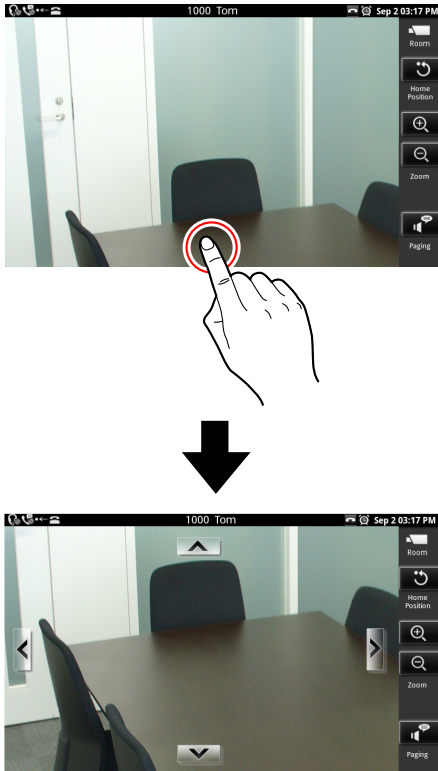 1000 Tom
Sep 2 03:17 PM
Room
Home
Position
Zoom
Paging
1000 Tom
Sep 2 03:17 PM
Room
Home
Position
Zoom
Paging